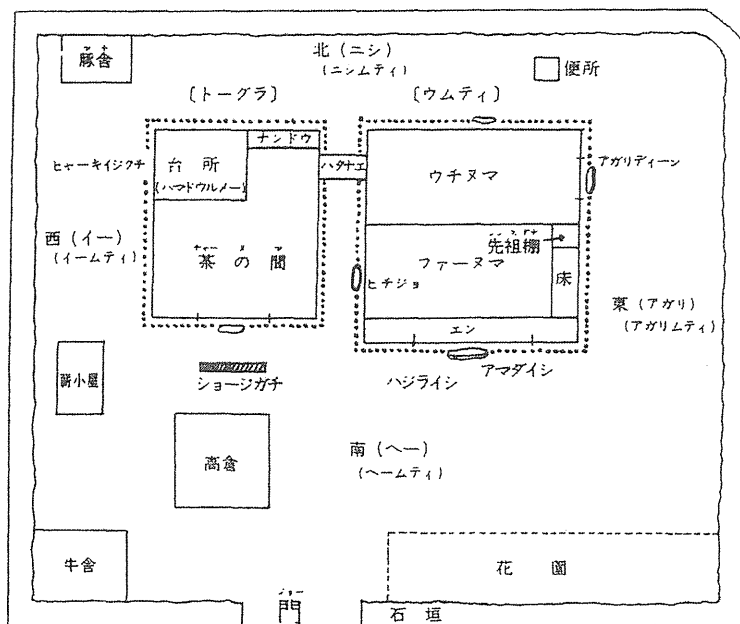 北（ニシ）
（ニシムティ）
豚舎
便所
〔トーグラ〕
〔ウムティ〕
ナンドウ
ヒャーキイジクチ
台所
（ハマドウルメー）
ハタナエ
ウチヌマ
アガリディーン
西（イー）
（イームティ）
茶の間
先祖棚
ファーヌマ
ヒチジョ
床
東（アガリ）
（アガリムティ）
エン
ショージガチ
ハジライシ
アマダイシ
高倉
南（ヘー）
（ヘームティ）
牛舎
花園
門
石垣